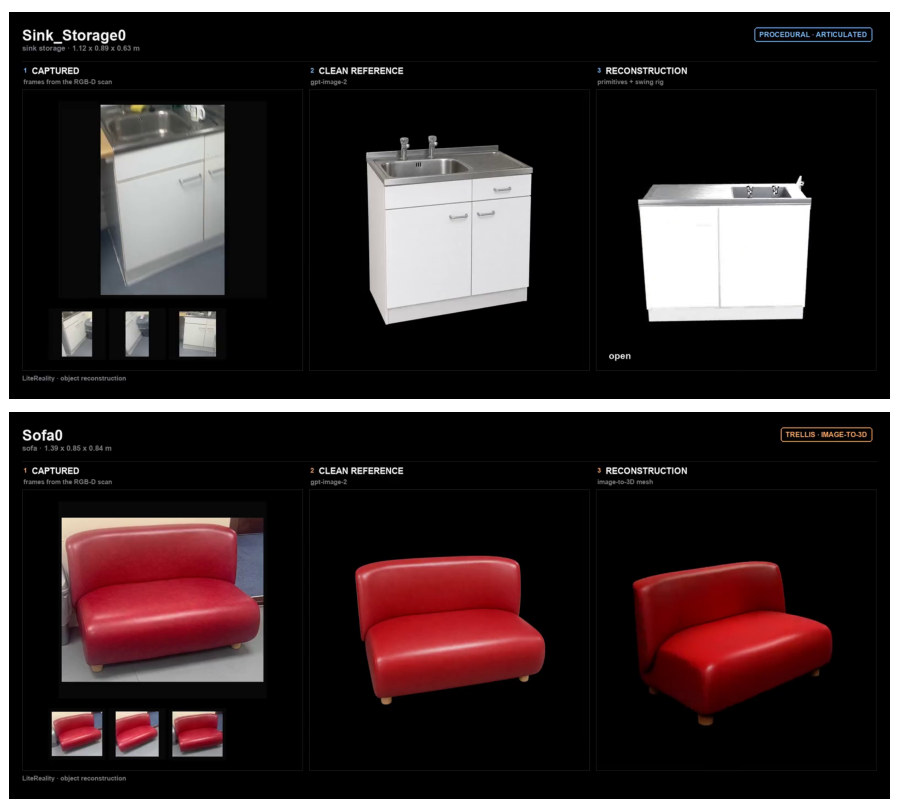 Sink_Storage0
sink storage · 1.12 x 0.89 x 0.63 m
PROCEDURAL · ARTICULATED
1 CAPTURED
frames from the RGB-D scan
2 CLEAN REFERENCE
gpt-image-2
3 RECONSTRUCTION
primitives + swing rig
open
LiteReality · object reconstruction
Sofa0
sofa · 1.39 x 0.85 x 0.84 m
TRELLIS · IMAGE-TO-3D
1 CAPTURED
frames from the RGB-D scan
2 CLEAN REFERENCE
gpt-image-2
3 RECONSTRUCTION
image-to-3D mesh
LiteReality · object reconstruction